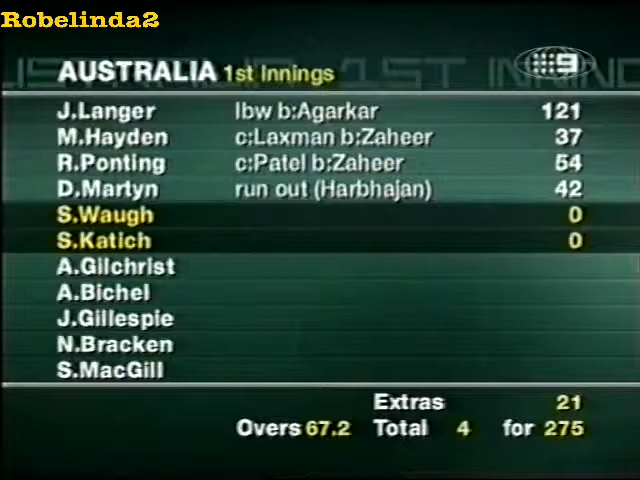 Robelinda2
9
AUSTRALIA 1st Innings
J.Langer lbw b:Agarkar 121
M.Hayden c:Laxman b:Zaheer 37
R.Ponting c:Patel b:Zaheer 54
D.Martyn run out (Harbhajan) 42
S.Waugh 0
S.Katich 0
A.Gilchrist
A.Bichel
J.Gillespie
N.Bracken
S.MacGill
Extras 21
Overs 67.2 Total 4 for 275